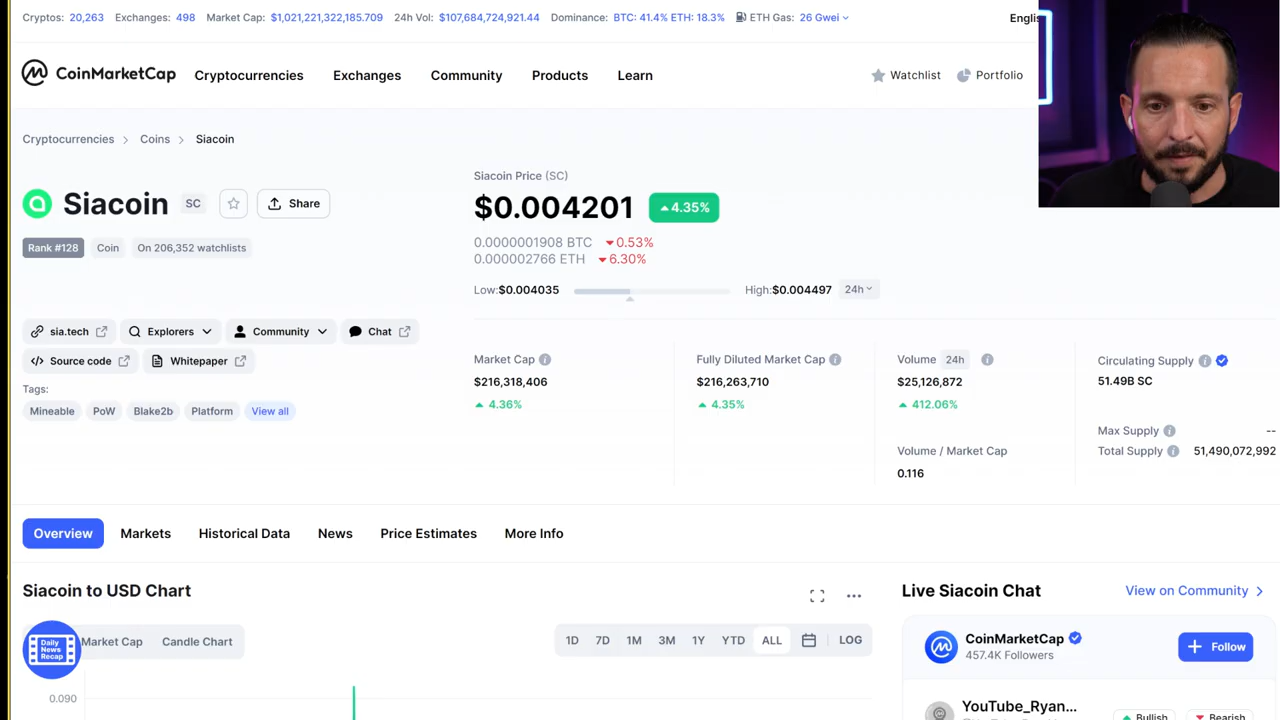 Cryptos: 20,263 Exchanges: 498 Market Cap: $1,021,221,322,185.709 24h Vol: $107,684,724,921.44 Dominance: BTC: 41.4% ETH: 18.3% ETH Gas: 26 Gwei
CoinMarketCap Cryptocurrencies Exchanges Community Products Learn Watchlist Portfolio
Cryptocurrencies > Coins > Siacoin
Siacoin SC Share
Rank #128 Coin On 206,352 watchlists
Siacoin Price (SC)
$0.004201 4.35%
0.0000001908 BTC 0.53%
0.000002766 ETH 6.30%
Low:$0.004035 High:$0.004497 24h
sia.tech Explorers Community Chat
Source code Whitepaper
Tags:
Mineable PoW Blake2b Platform View all
Market Cap
$216,318,406
4.36%
Fully Diluted Market Cap
$216,263,710
4.35%
Volume 24h
$25,126,872
412.06%
Volume / Market Cap
0.116
Circulating Supply
51.49B SC
Max Supply --
Total Supply 51,490,072,992
Overview Markets Historical Data News Price Estimates More Info
Siacoin to USD Chart
Daily
News
Recap
Market Cap Candle Chart 1D 7D 1M 3M 1Y YTD ALL LOG
0.090
Live Siacoin Chat View on Community >
CoinMarketCap
457.4K Followers
+ Follow
YouTube_Ryan...
Bullish Bearish